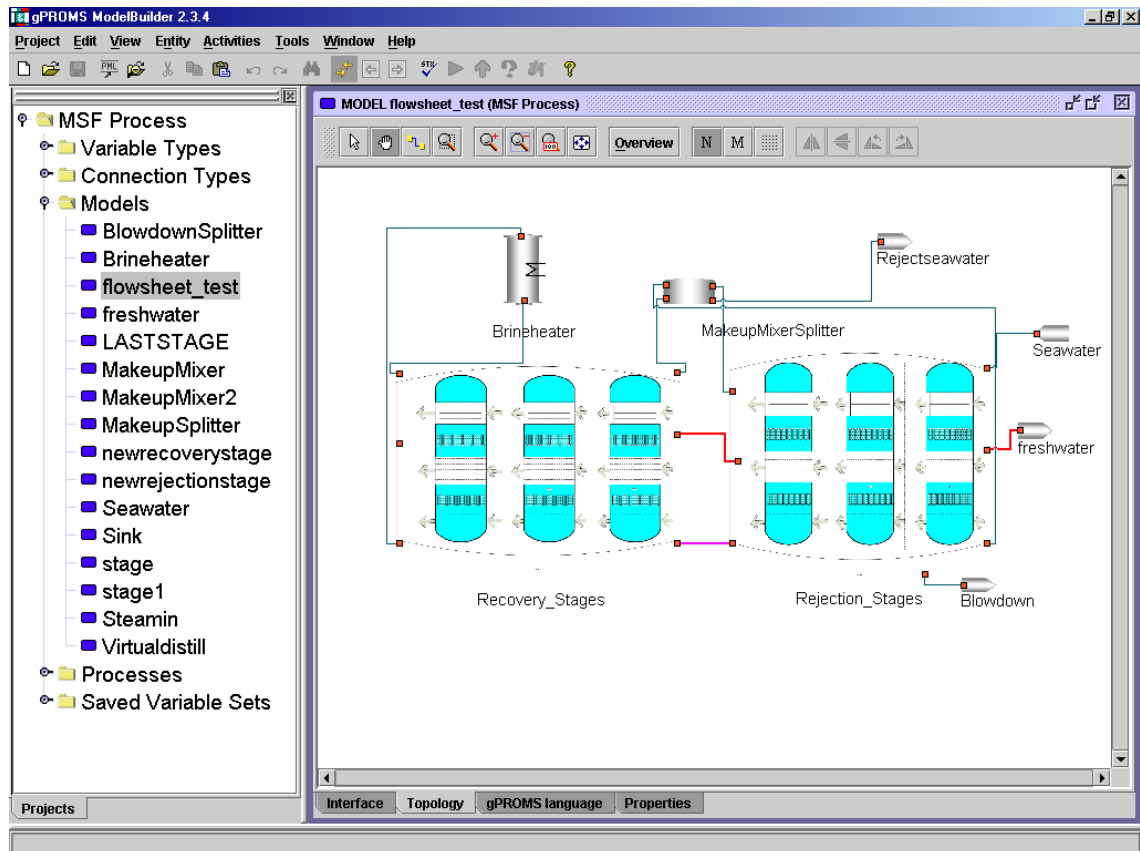 gPROMS ModelBuilder 2.3.4
Project Edit View Entity Activities Tools Window Help
MODEL flowsheet_test (MSF Process)
Overview N M
MSF Process
Variable Types
Connection Types
Models
BlowdownSplitter
Brineheater
flowsheet_test
freshwater
LASTSTAGE
MakeupMixer
MakeupMixer2
MakeupSplitter
newrecoverystage
newrejectionstage
Seawater
Sink
stage
stage1
Steamin
Virtualdistill
Processes
Saved Variable Sets
Projects
Rejectseawater
Brineheater
MakeupMixerSplitter
Seawater
freshwater
Recovery_Stages
Rejection_Stages
Blowdown
Interface Topology gPROMS language Properties